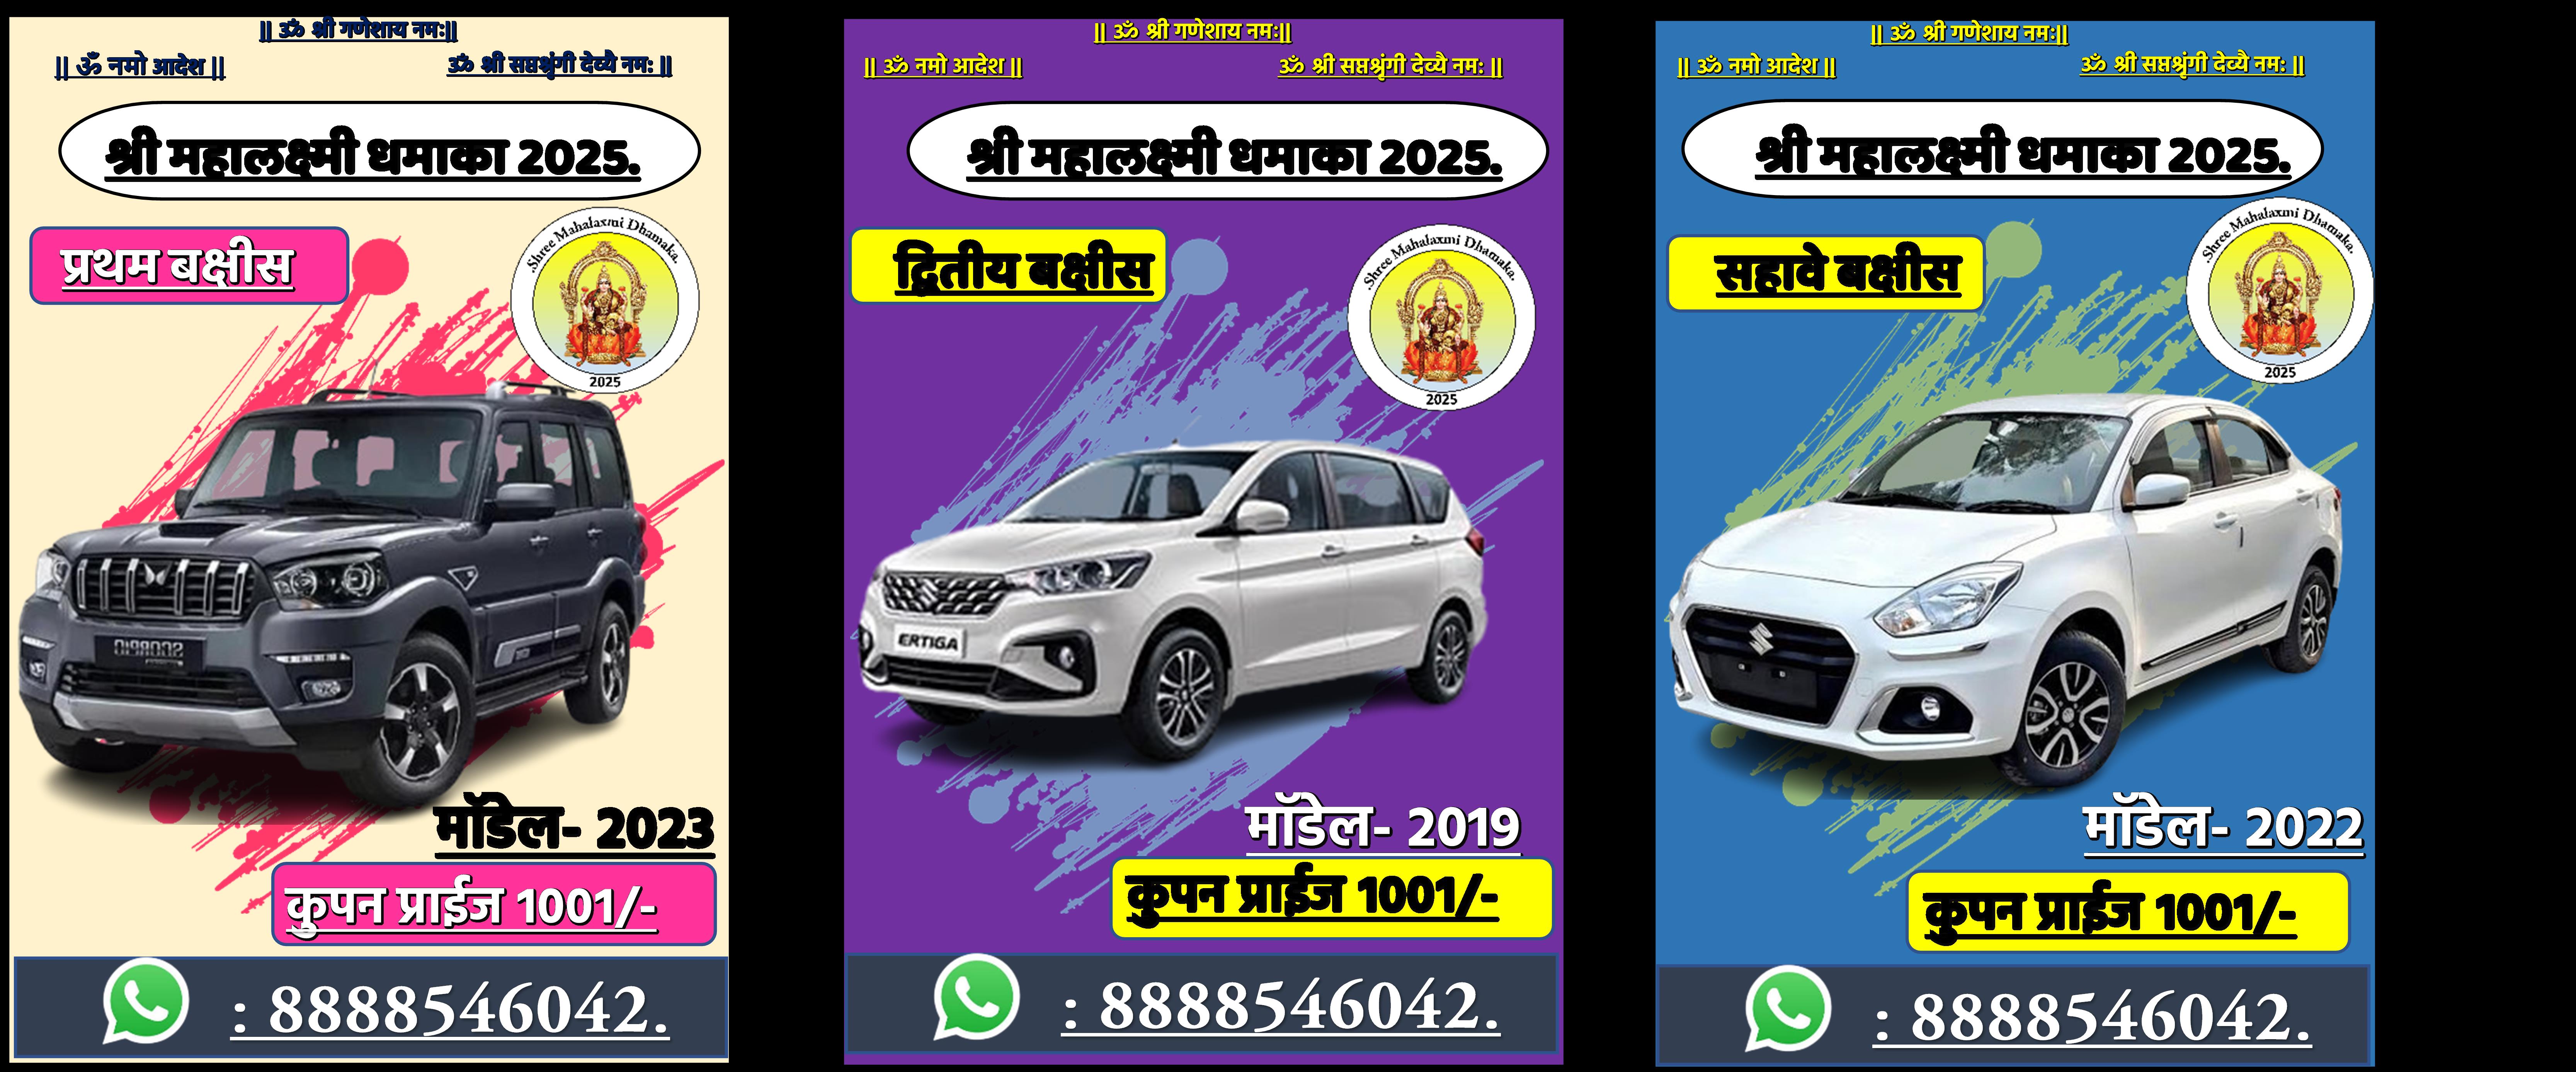 || ॐ श्री गणेशाय नमः||
|| ॐ नमो आदेश ||
ॐ श्री सप्तश्रृंगी देव्यै नमः ||
श्री महालक्ष्मी धमाका 2025.
प्रथम बक्षीस
.Shree Mahalaxmi Dhamaka.
2025
SCORPIO
मॉडेल- 2023
कुपन प्राईज 1001/-
: 8888546042.
|| ॐ श्री गणेशाय नमः||
|| ॐ नमो आदेश ||
ॐ श्री सप्तश्रृंगी देव्यै नमः ||
श्री महालक्ष्मी धमाका 2025.
द्वितीय बक्षीस
.Shree Mahalaxmi Dhamaka.
2025
ERTIGA
मॉडेल- 2019
कुपन प्राईज 1001/-
: 8888546042.
|| ॐ श्री गणेशाय नमः||
|| ॐ नमो आदेश ||
ॐ श्री सप्तश्रृंगी देव्यै नमः ||
श्री महालक्ष्मी धमाका 2025.
सहावे बक्षीस
.Shree Mahalaxmi Dhamaka.
2025
मॉडेल- 2022
कुपन प्राईज 1001/-
: 8888546042.